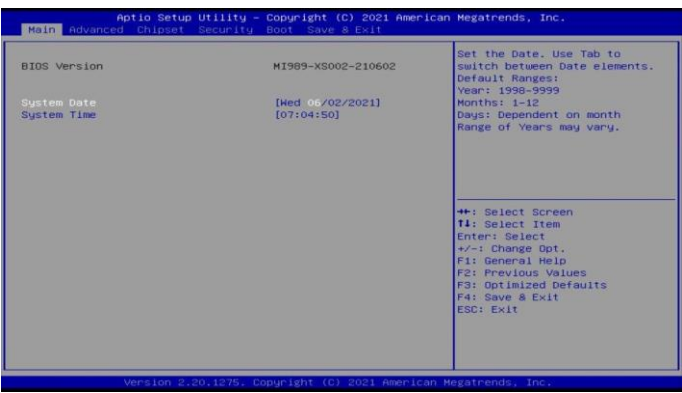 Aptio Setup Utility – Copyright (C) 2021 American Megatrends, Inc.
Main Advanced Chipset Security Boot Save & Exit
BIOS Version MI989-XS002-210602
System Date [Wed 06/02/2021]
System Time [07:04:50]
Set the Date. Use Tab to
switch between Date elements.
Default Ranges:
Year: 1998-9999
Months: 1-12
Days: Dependent on month
Range of Years may vary.
→←: Select Screen
↑↓: Select Item
Enter: Select
+/-: Change Opt.
F1: General Help
F2: Previous Values
F3: Optimized Defaults
F4: Save & Exit
ESC: Exit
Version 2.20.1275. Copyright (C) 2021 American Megatrends, Inc.